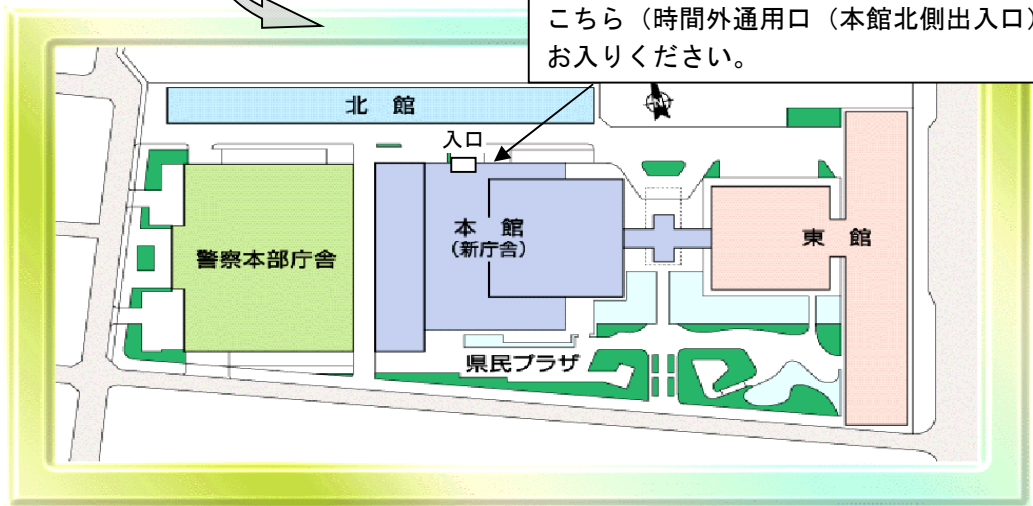 こちら（時間外通用口（本館北側出入口）
お入りください。
北 館
N
入口
本 館
（新庁舎）
東 館
警察本部庁舎
県民プラザ